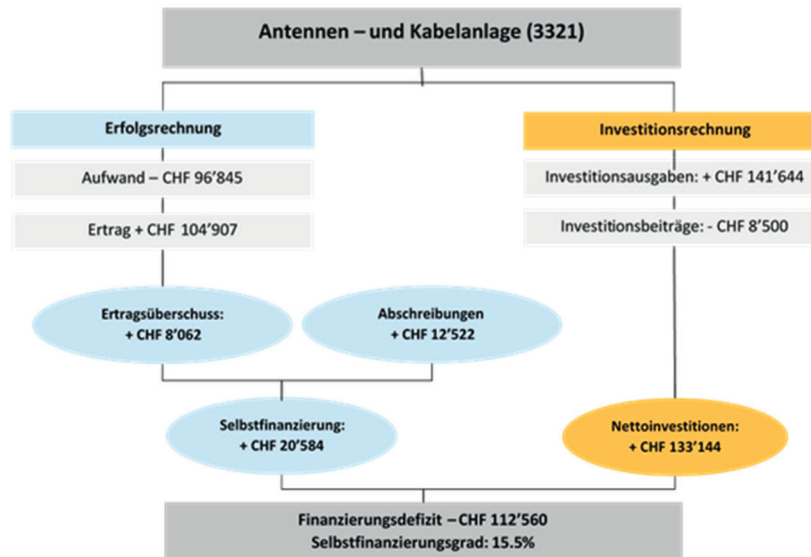 Antennen – und Kabelanlage (3321)
Erfolgsrechnung
Aufwand – CHF 96’845
Ertrag + CHF 104’907
Ertragsüberschuss:
+ CHF 8’062
Abschreibungen
+ CHF 12’522
Selbstfinanzierung:
+ CHF 20’584
Investitionsrechnung
Investitionsausgaben: + CHF 141’644
Investitionsbeiträge: - CHF 8’500
Nettoinvestitionen:
+ CHF 133’144
Finanzierungsdefizit – CHF 112’560
Selbstfinanzierungsgrad: 15.5%